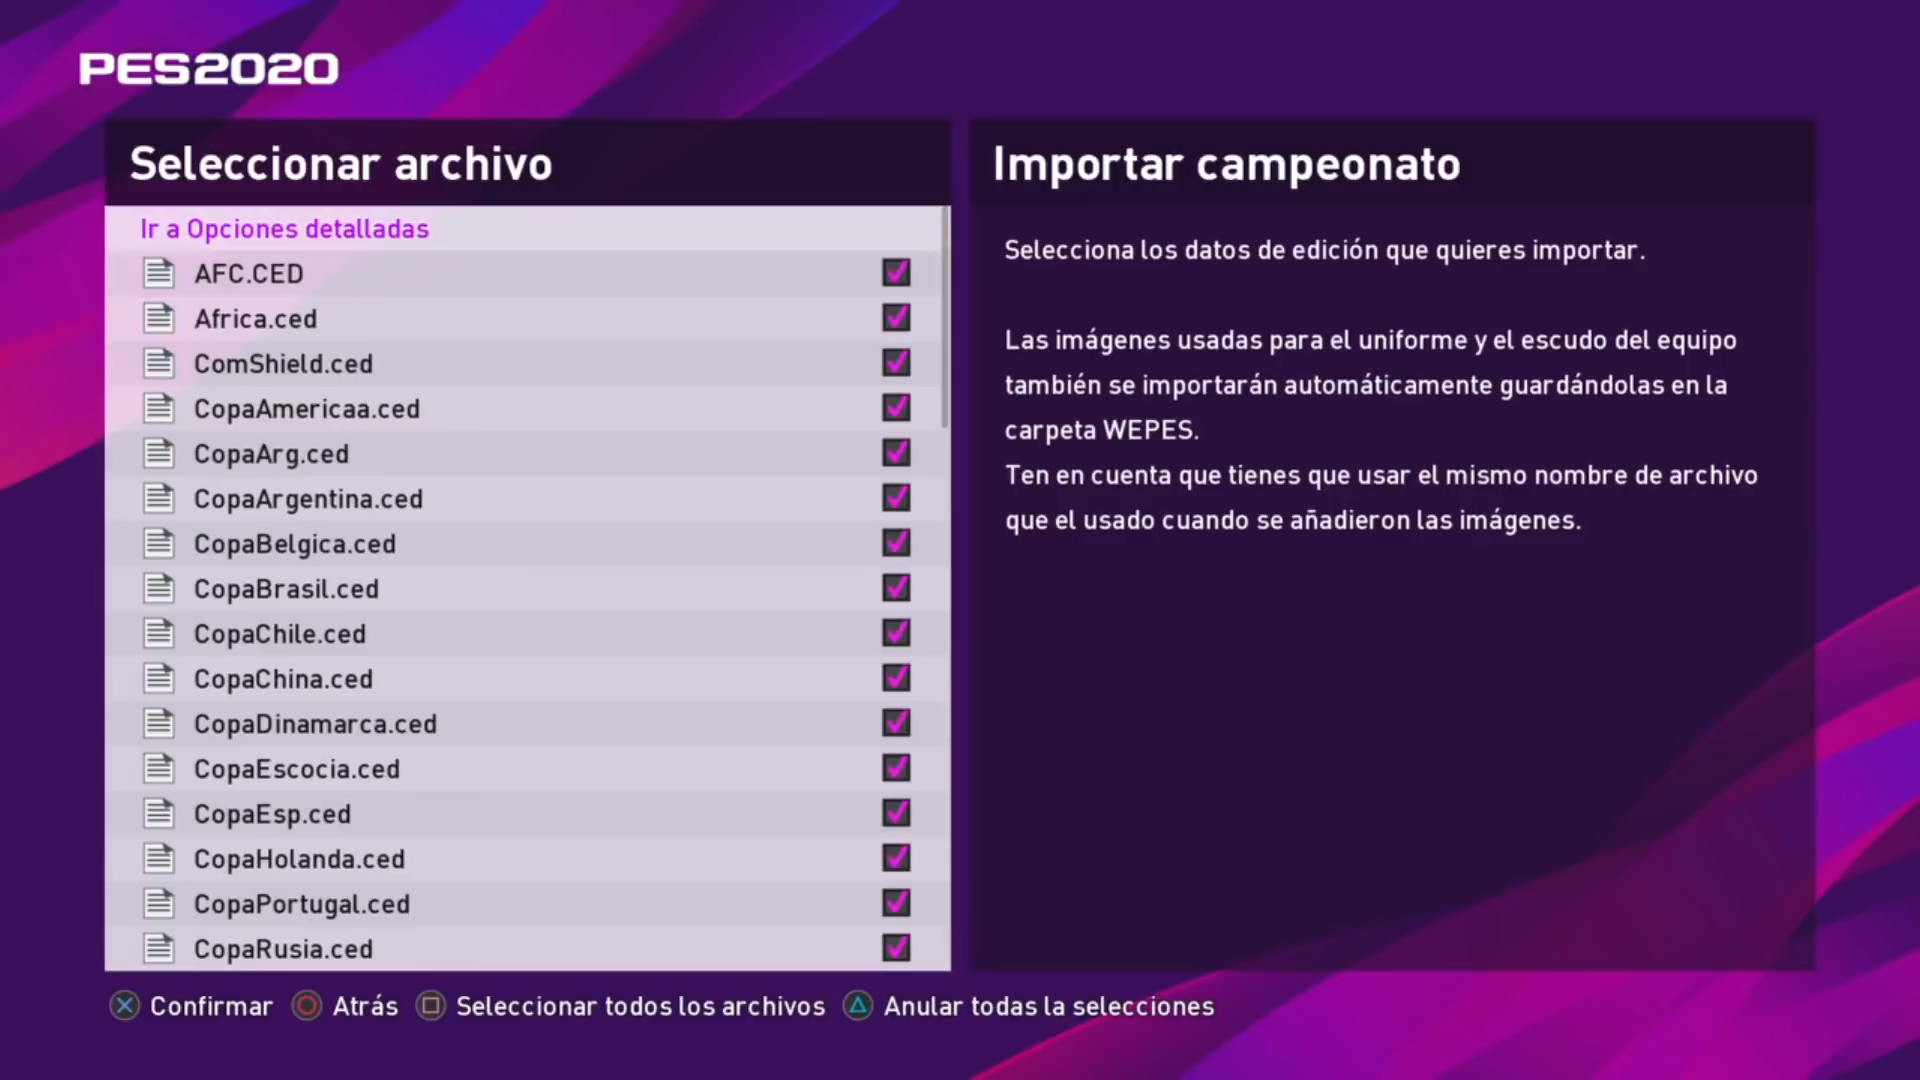 PES2020
Seleccionar archivo
Ir a Opciones detalladas
AFC.CED
Africa.ced
ComShield.ced
CopaAmericaa.ced
CopaArg.ced
CopaArgentina.ced
CopaBelgica.ced
CopaBrasil.ced
CopaChile.ced
CopaChina.ced
CopaDinamarca.ced
CopaEscocia.ced
CopaEsp.ced
CopaHolanda.ced
CopaPortugal.ced
CopaRusia.ced
Importar campeonato
Selecciona los datos de edición que quieres importar.
Las imágenes usadas para el uniforme y el escudo del equipo
también se importarán automáticamente guardándolas en la
carpeta WEPES.
Ten en cuenta que tienes que usar el mismo nombre de archivo
que el usado cuando se añadieron las imágenes.
Confirmar Atrás Seleccionar todos los archivos Anular todas la selecciones